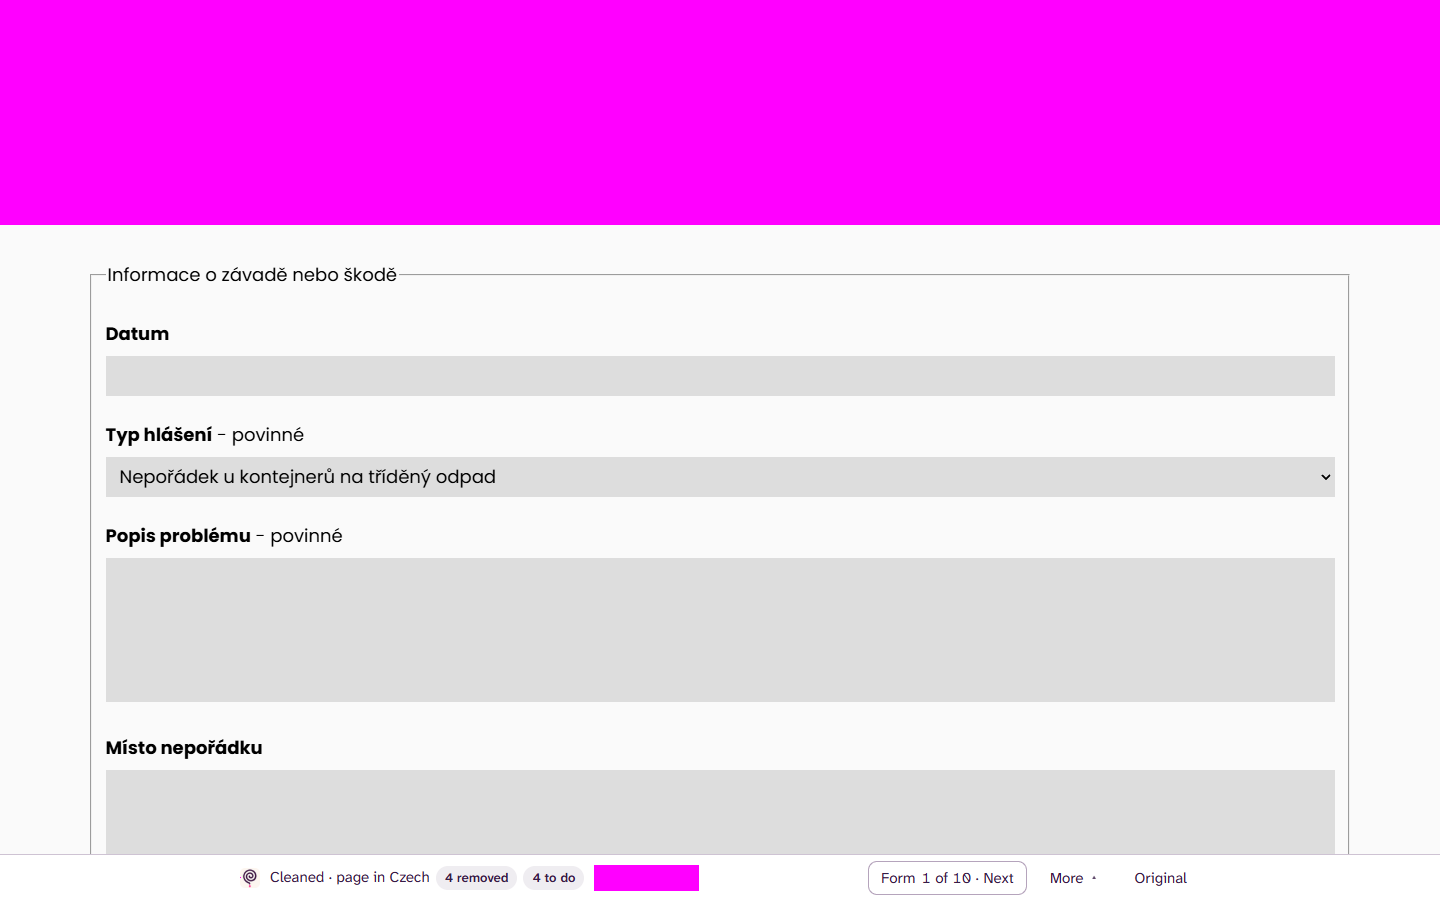 Informace o závadě nebo škodě
Datum
Typ hlášení - povinné
Nepořádek u kontejnerů na tříděný odpad
Popis problému - povinné
Místo nepořádku
Cleaned · page in Czech 4 removed 4 to do Form 1 of 10 · Next More Original